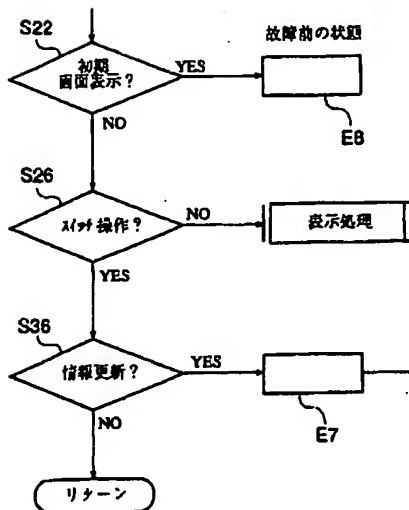 S22
故障前の状態
初期
画面表示?
YES
E8
NO
S26
スイッチ操作?
NO
表示処理
YES
S36
情報更新?
YES
E7
NO
リターン